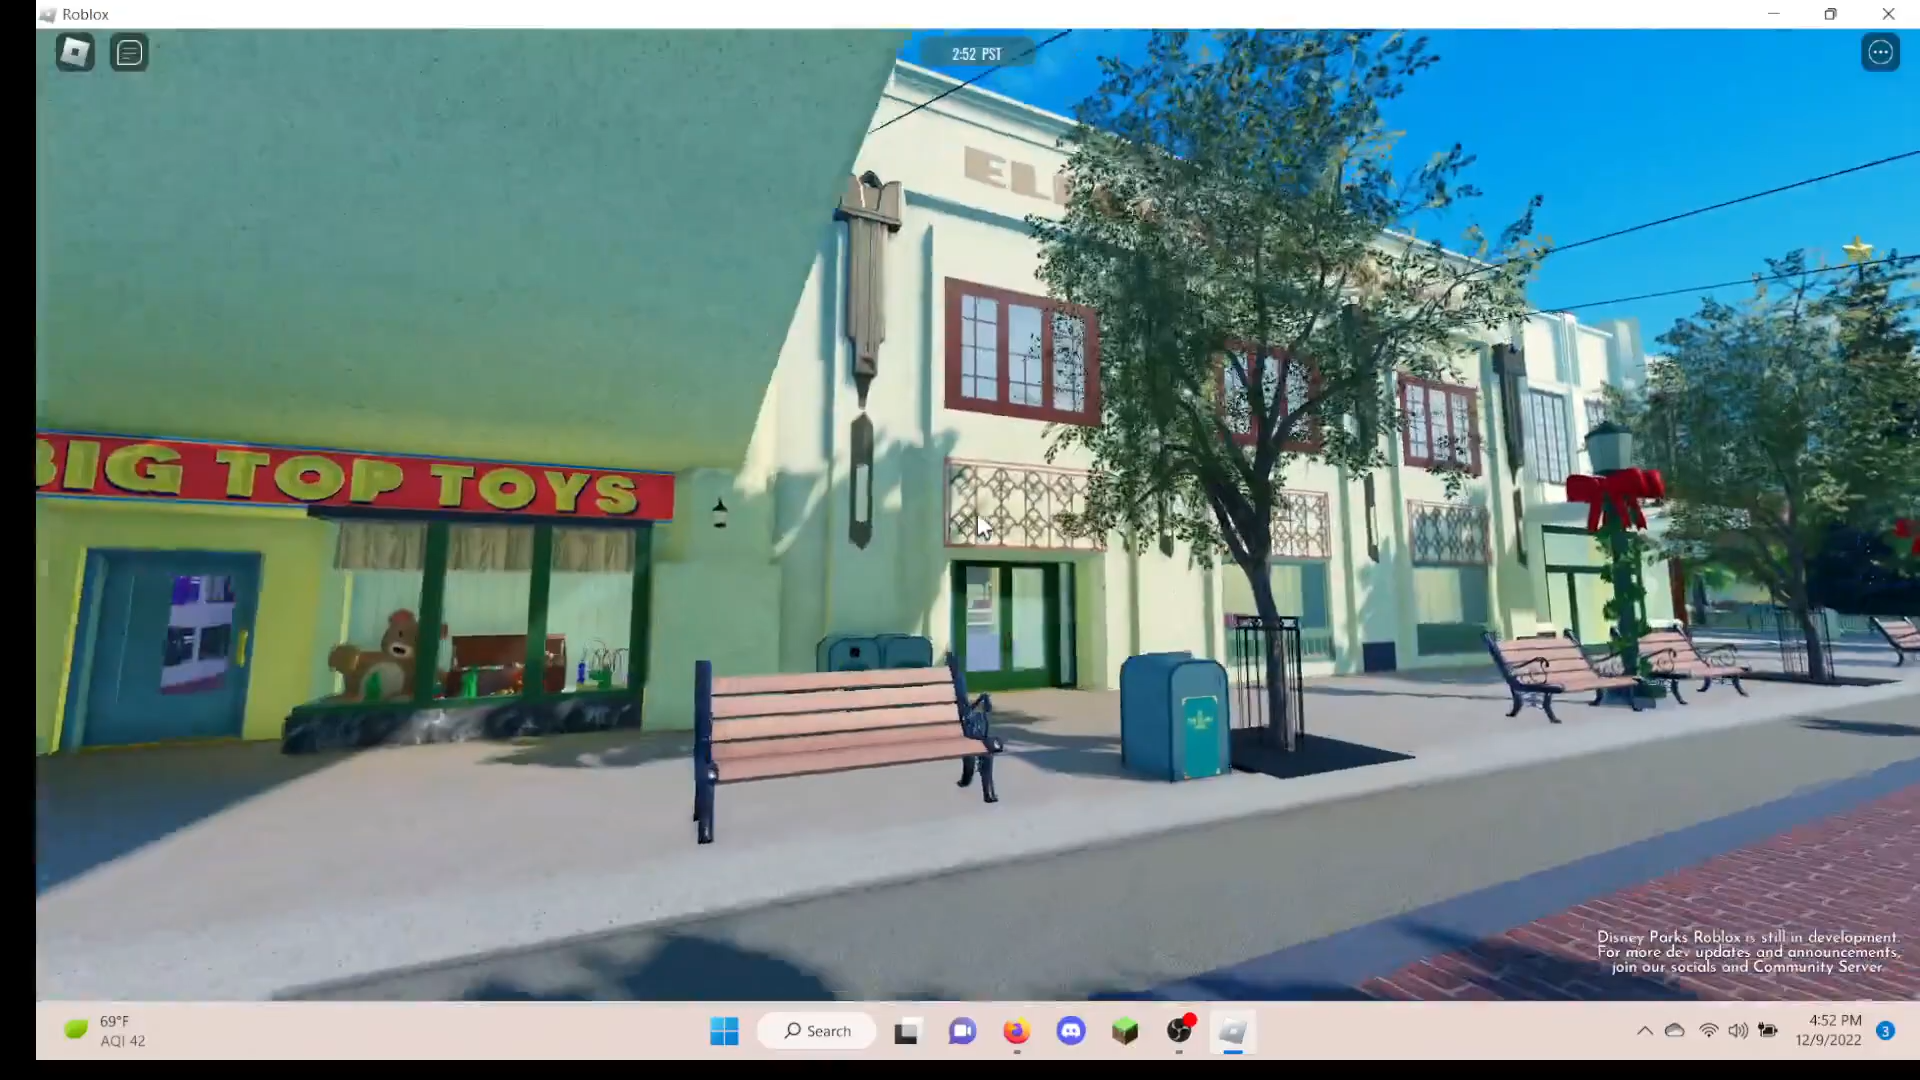 Roblox
2:52 PST
BIG TOP TOYS
Disney Parks Roblox is still in development.
For more dev updates and announcements,
join our socials and Community Server
69°F
AQI 42
Search
4:52 PM
12/9/2022
3